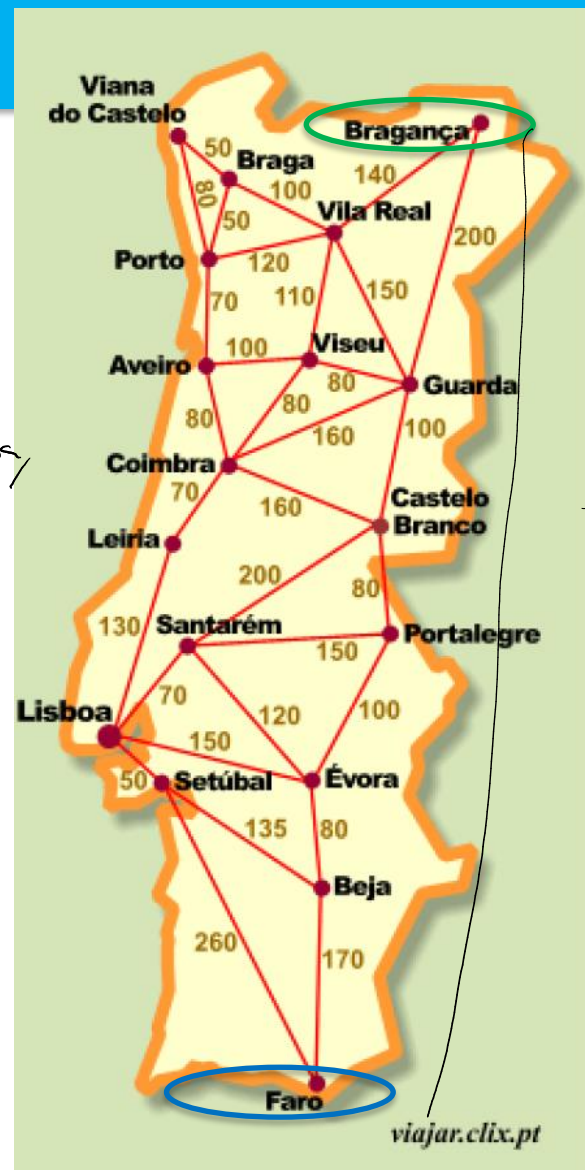 Viana
do Castelo
Bragança
50
Braga
140
80
100
50
Vila Real
200
Porto
120
70
110
150
Viseu
100
Aveiro
80
Guarda
80
80
160
100
Coimbra
70
160
Castelo
Branco
Leiria
200
80
130
Santarém
Portalegre
150
70
120
100
Lisboa
150
50
Setúbal
Évora
135
80
Beja
260
170
Faro
viajar.clix.pt